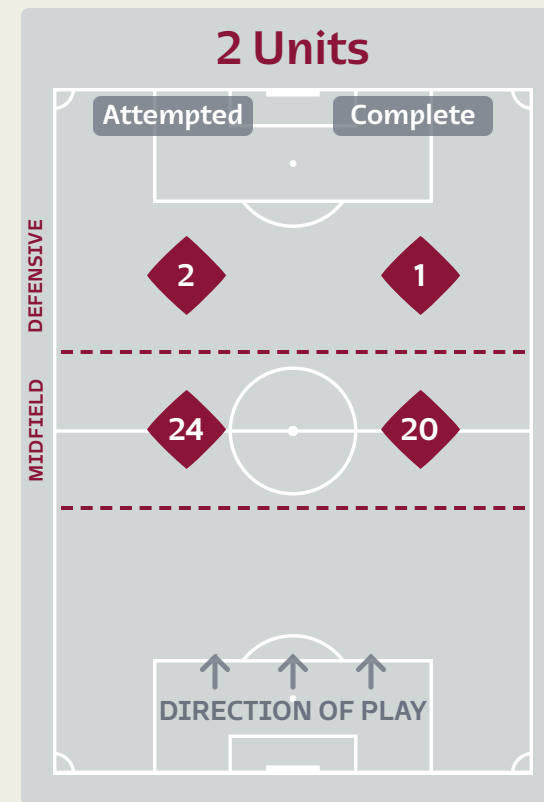 2 Units
Attempted
Complete
DEFENSIVE
2
1
MIDFIELD
24
20
DIRECTION OF PLAY